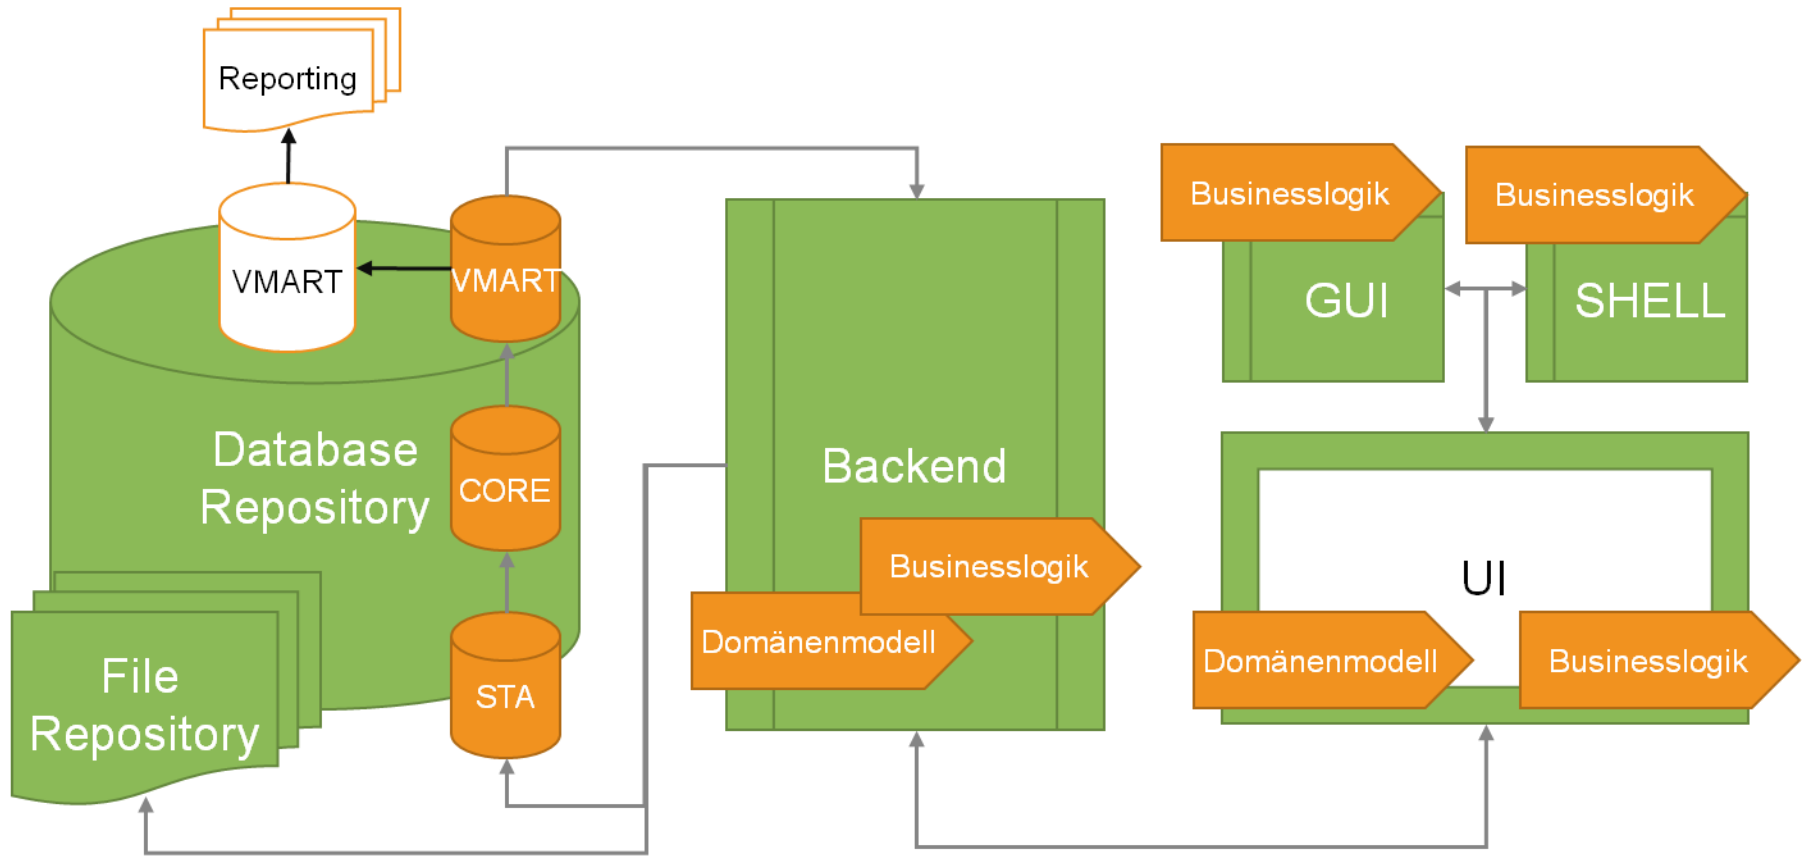 Reporting
VMART
VMART
Database
Repository
CORE
STA
File
Repository
Backend
Businesslogik
Domänenmodell
Businesslogik
GUI
Businesslogik
SHELL
UI
Domänenmodell
Businesslogik